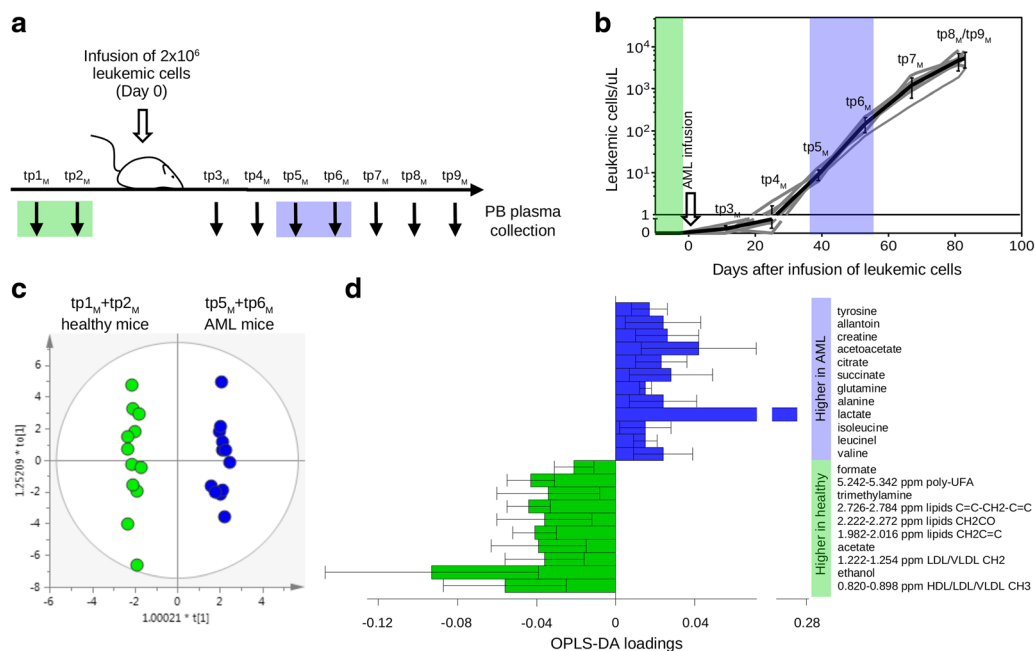 a
Infusion of 2x10⁶
leukemic cells
(Day 0)
tp1M tp2M tp3M tp4M tp5M tp6M tp7M tp8M tp9M
PB plasma
collection
b
Leukemic cells/uL
10⁴
10³
10²
10¹
1
0
AML infusion
tp3M
tp4M
tp5M
tp6M
tp7M
tp8M/tp9M
0 20 40 60 80 100
Days after infusion of leukemic cells
c
tp1M+tp2M tp5M+tp6M
healthy mice AML mice
1.25209 * to[1]
6
4
2
0
-2
-4
-6
-8
-6 -4 -2 0 2 4
1.00021 * t[1]
d
Higher in AML
tyrosine
allantoin
creatine
acetoacetate
citrate
succinate
glutamine
alanine
lactate
isoleucine
leucinel
valine
Higher in healthy
formate
5.242-5.342 ppm poly-UFA
trimethylamine
2.726-2.784 ppm lipids C=C-CH2-C=C
2.222-2.272 ppm lipids CH2CO
1.982-2.016 ppm lipids CH2C=C
acetate
1.222-1.254 ppm LDL/VLDL CH2
ethanol
0.820-0.898 ppm HDL/LDL/VLDL CH3
-0.12 -0.08 -0.04 0 0.04 0.28
OPLS-DA loadings